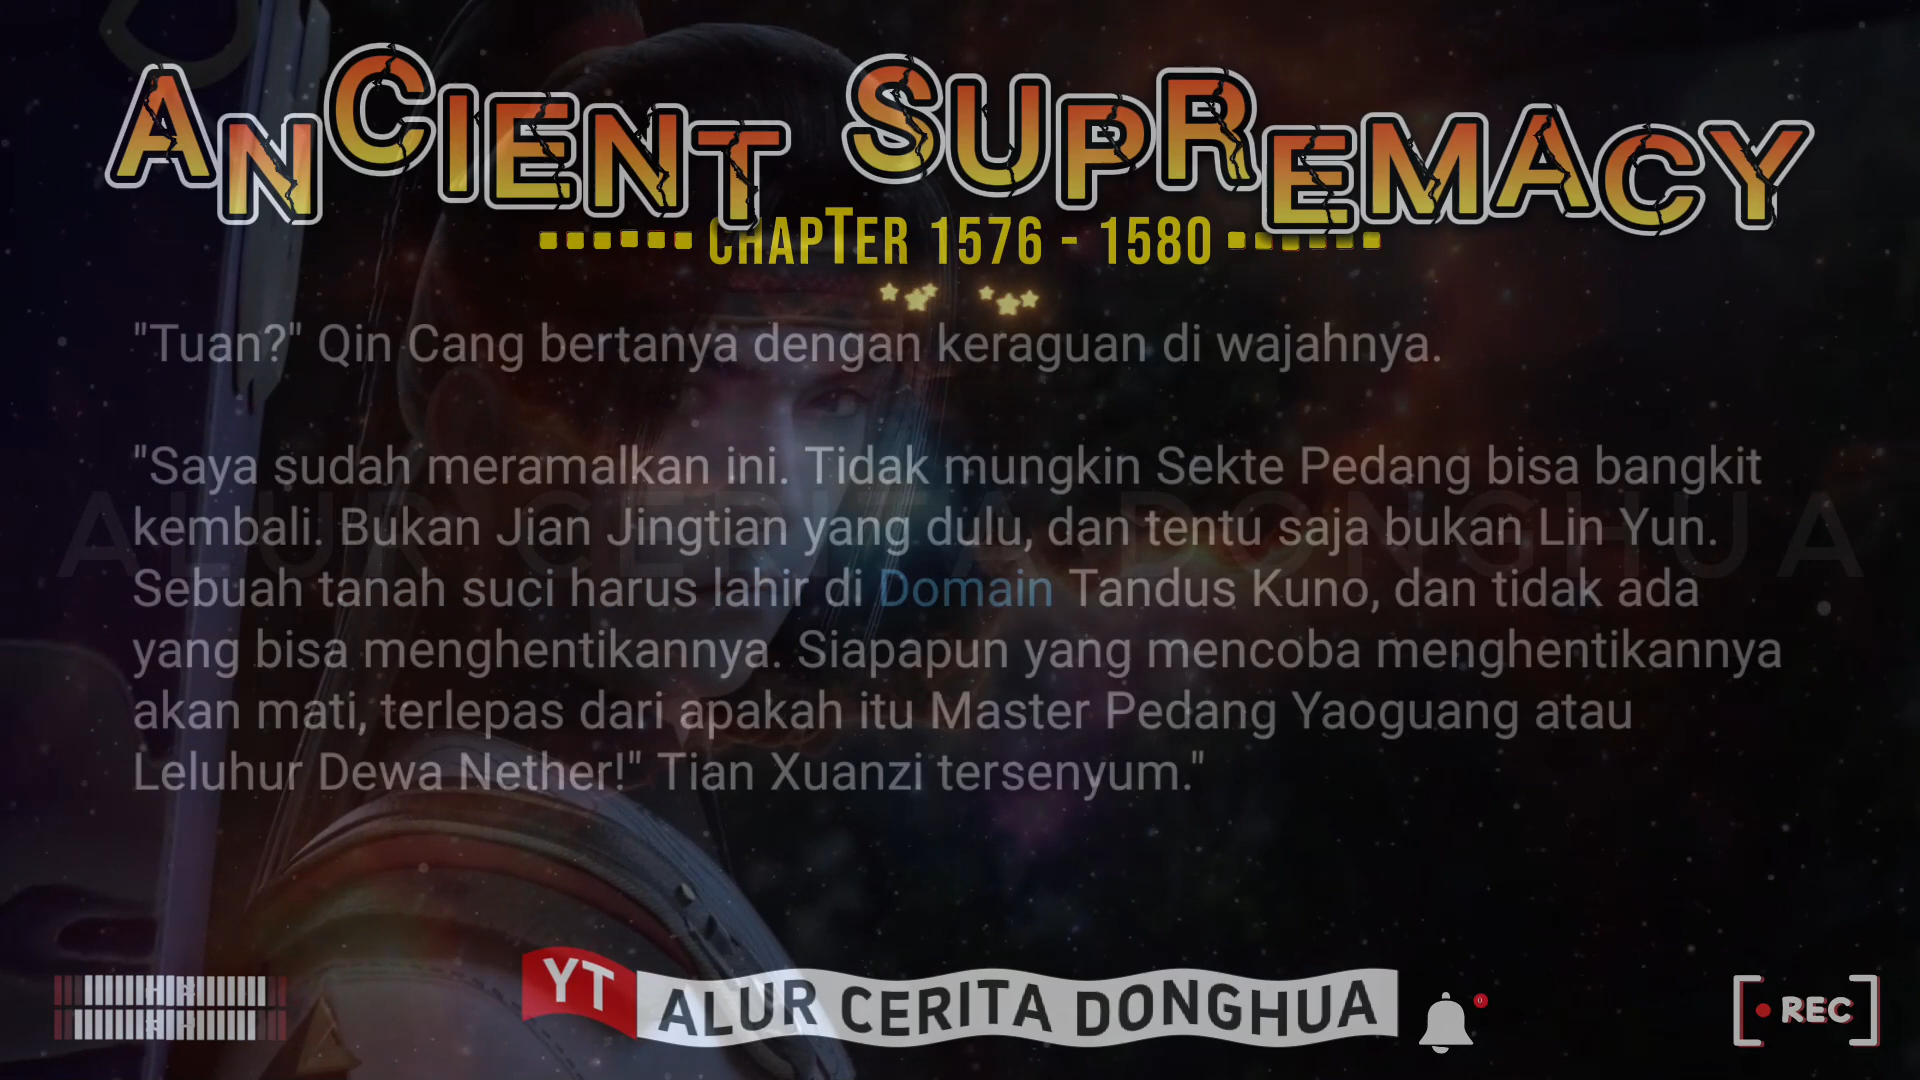 ANCIENT SUPREMACY
CHAPTER 1576 - 1580
"Tuan?" Qin Cang bertanya dengan keraguan di wajahnya.
"Saya sudah meramalkan ini. Tidak mungkin Sekte Pedang bisa bangkit
kembali. Bukan Jian Jingtian yang dulu, dan tentu saja bukan Lin Yun.
ALUR CERITA DONGHUA
Sebuah tanah suci harus lahir di Domain Tandus Kuno, dan tidak ada
yang bisa menghentikannya. Siapapun yang mencoba menghentikannya
akan mati, terlepas dari apakah itu Master Pedang Yaoguang atau
Leluhur Dewa Nether!" Tian Xuanzi tersenyum."
YT ALUR CERITA DONGHUA
REC